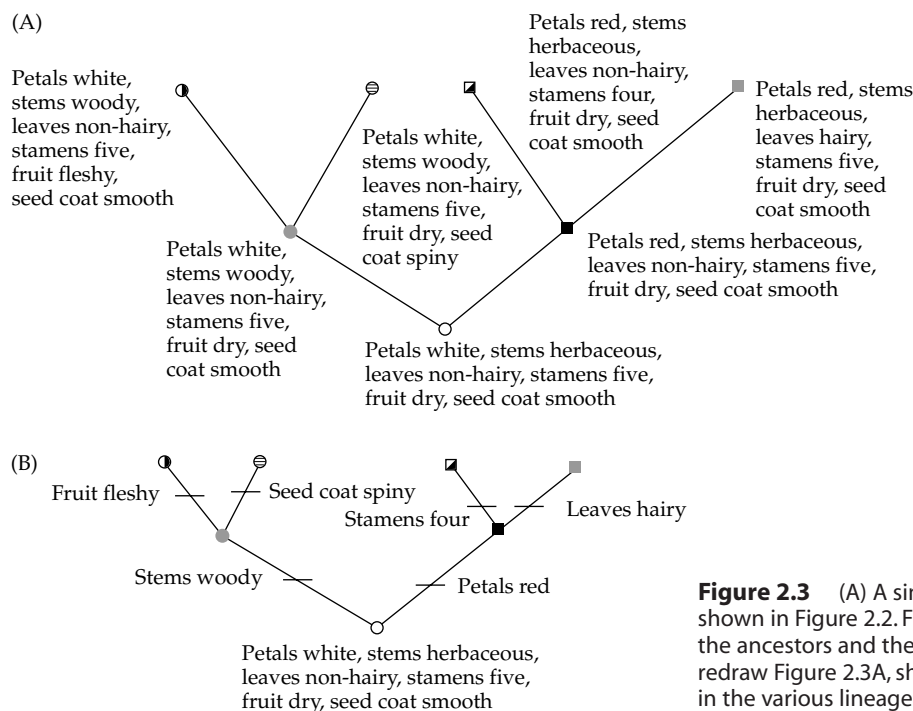 (A)
Petals white,
stems woody,
leaves non-hairy,
stamens five,
fruit fleshy,
seed coat smooth
Petals white,
stems woody,
leaves non-hairy,
stamens five,
fruit dry, seed
coat spiny
Petals red, stems
herbaceous,
leaves non-hairy,
stamens four,
fruit dry, seed
coat smooth
Petals red, stems
herbaceous,
leaves hairy,
stamens five,
fruit dry, seed
coat smooth
Petals white,
stems woody,
leaves non-hairy,
stamens five,
fruit dry, seed
coat smooth
Petals red, stems herbaceous,
leaves non-hairy, stamens five,
fruit dry, seed coat smooth
Petals white, stems herbaceous,
leaves non-hairy, stamens five,
fruit dry, seed coat smooth
(B)
Fruit fleshy
Seed coat spiny
Stamens four
Leaves hairy
Stems woody
Petals red
Petals white, stems herbaceous,
leaves non-hairy, stamens five,
fruit dry, seed coat smooth
Figure 2.3 (A) A sin
shown in Figure 2.2. F
the ancestors and the
redraw Figure 2.3A, sh
in the various lineage